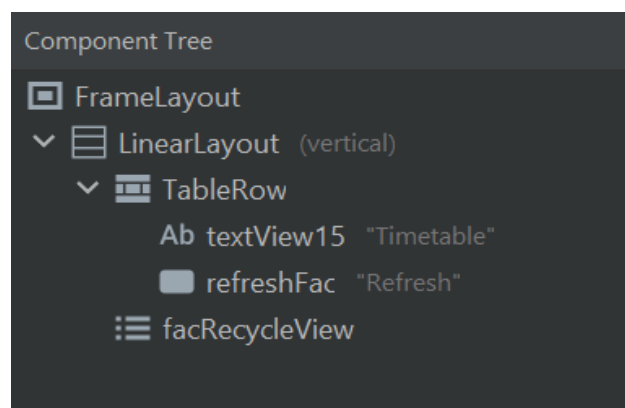 Component Tree
FrameLayout
LinearLayout (vertical)
TableRow
Ab textView15 "Timetable"
refreshFac "Refresh"
facRecycleView